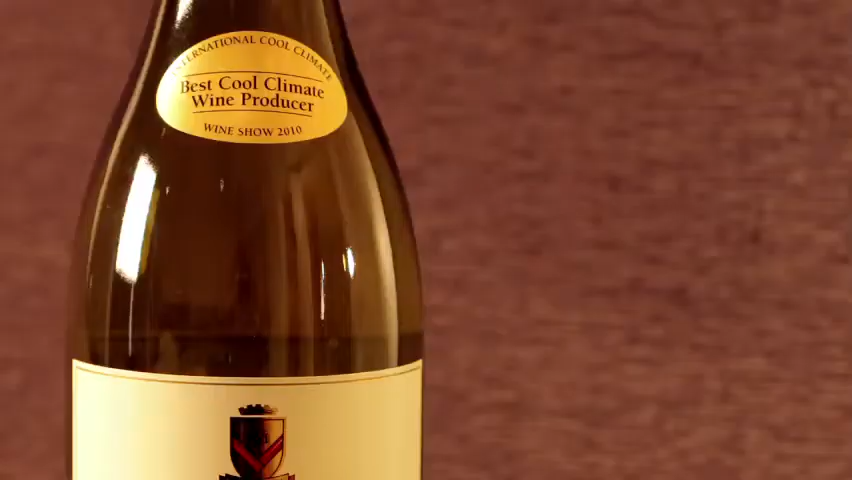 INTERNATIONAL COOL CLIMATE
Best Cool Climate
Wine Producer
WINE SHOW 2010